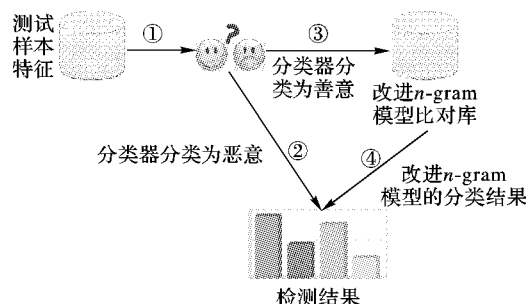 测试
样本
特征
①
?
③
分类器分
类为善意
改进n-gram
模型比对库
分类器分类为恶意
②
④
改进n-gram
模型的分类结果
检测结果